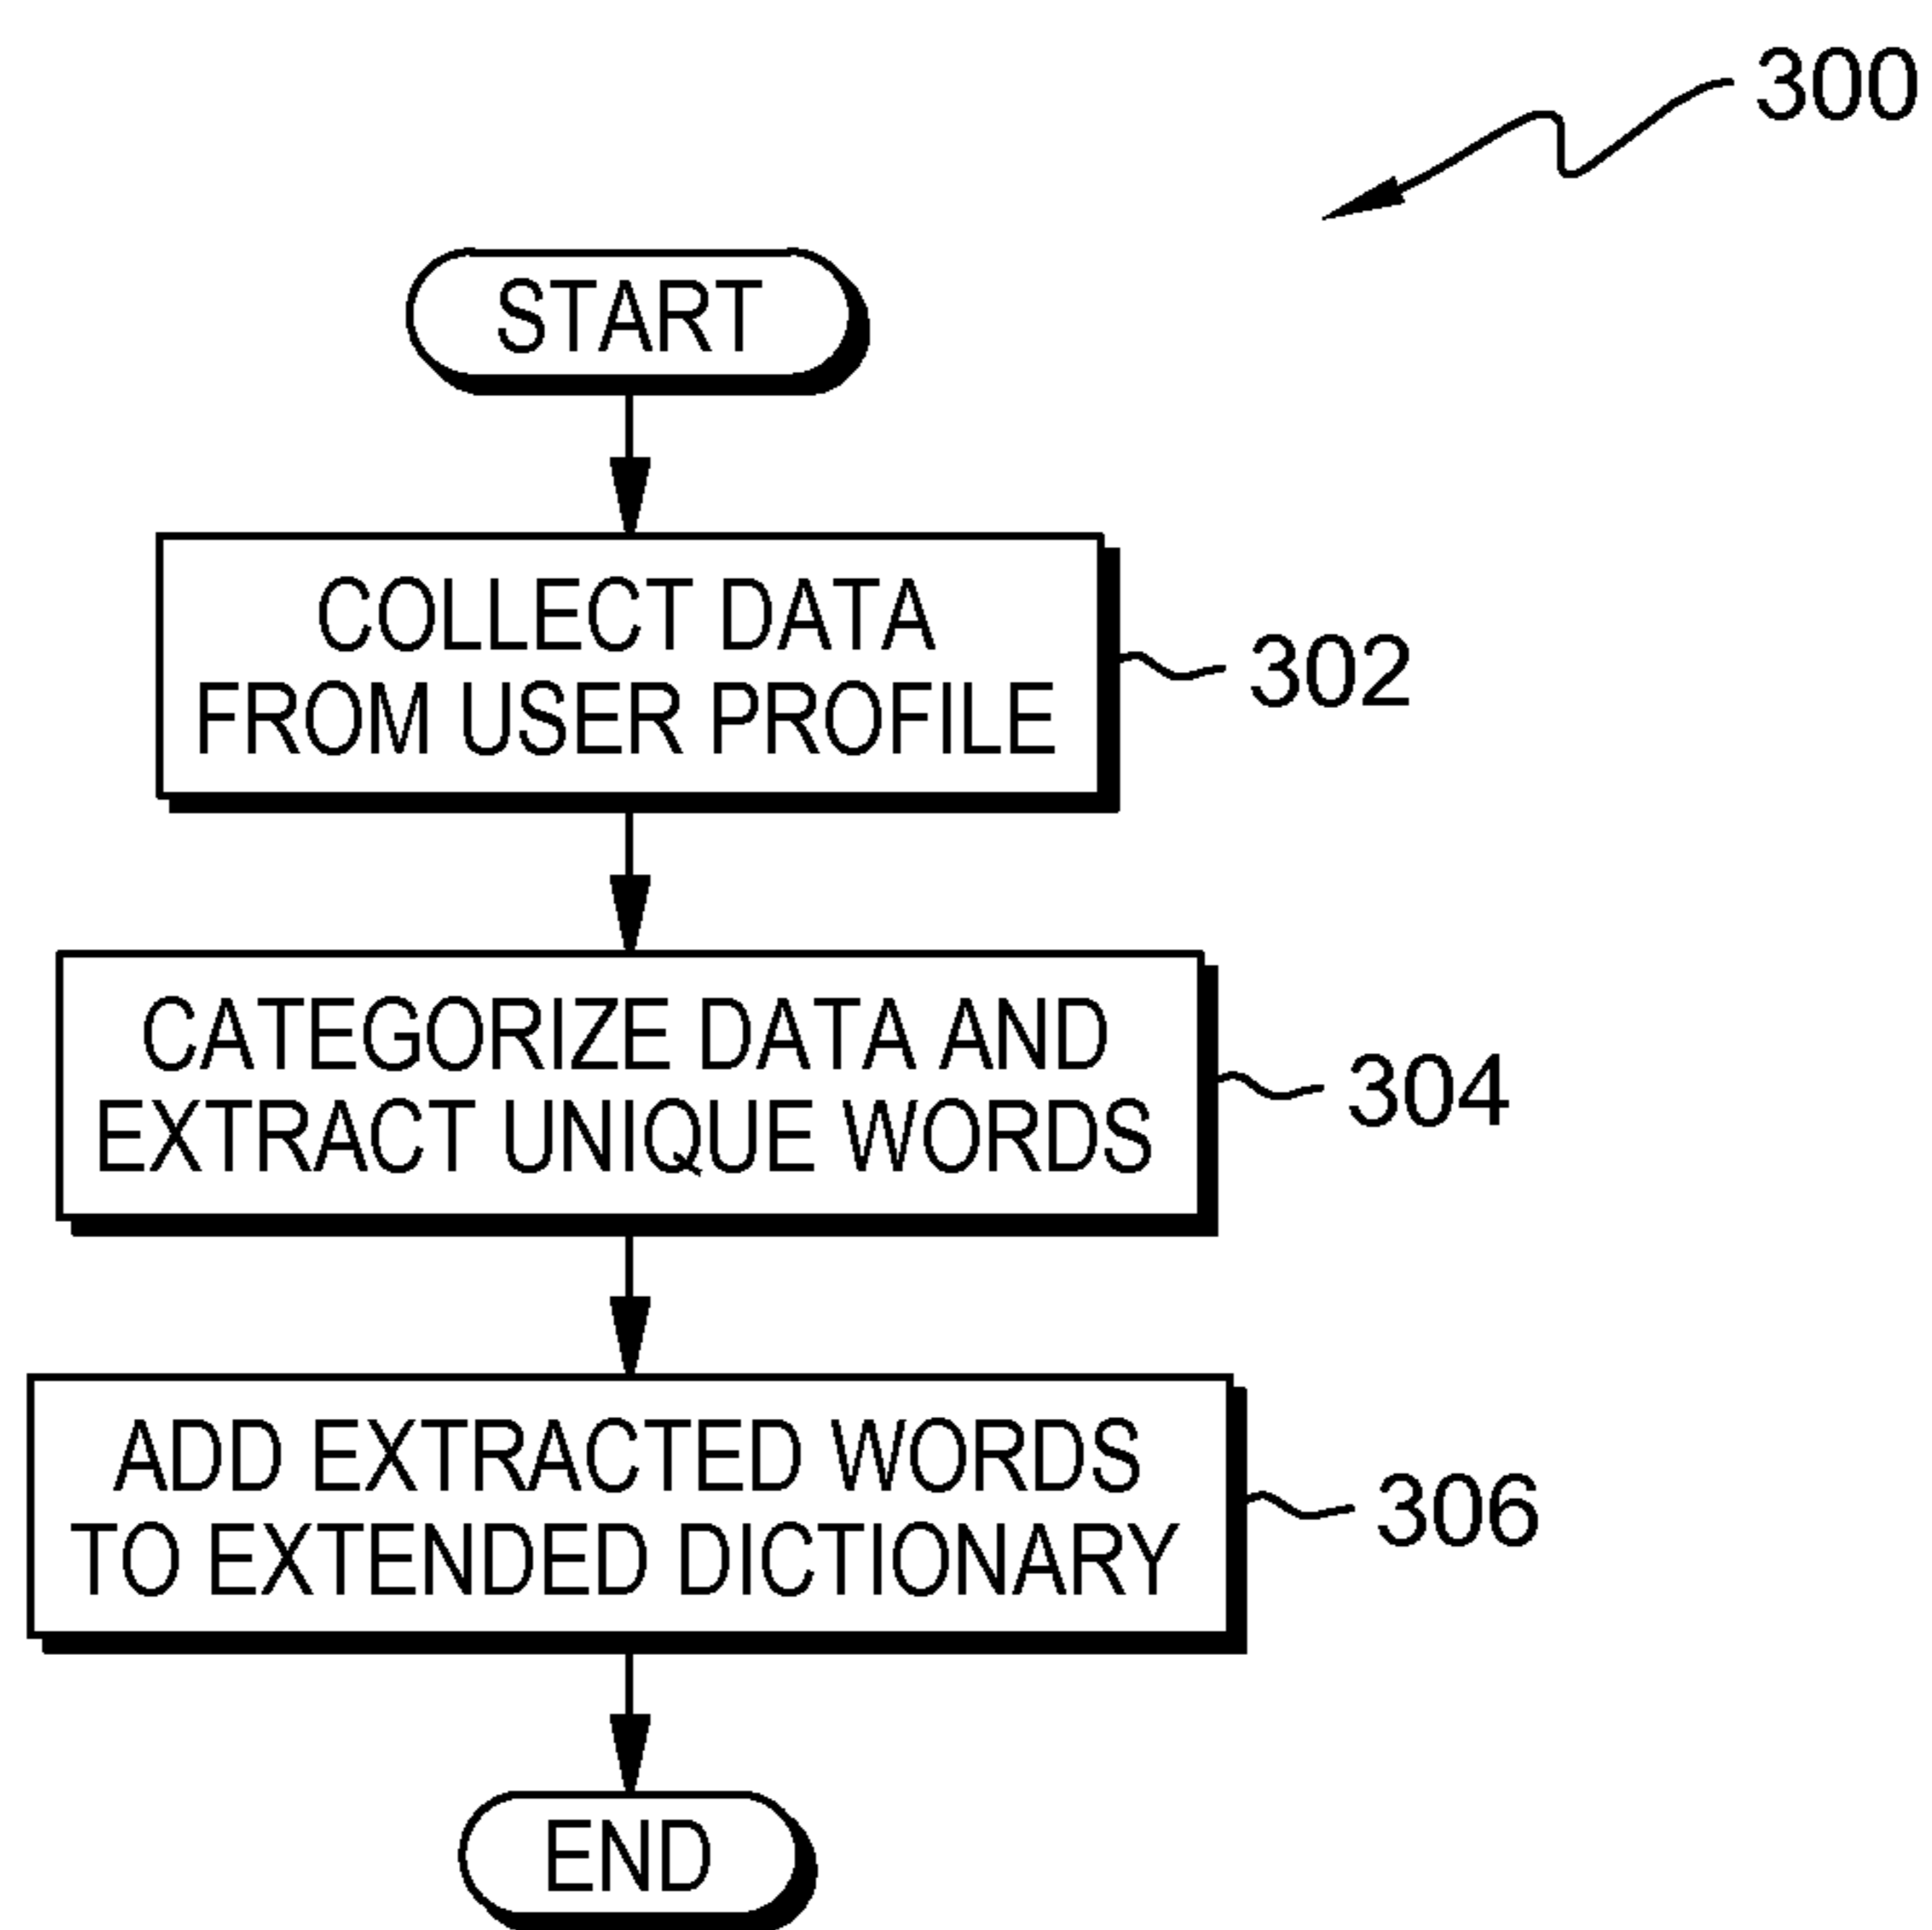 300
START
COLLECT DATA
FROM USER PROFILE
302
CATEGORIZE DATA AND
EXTRACT UNIQUE WORDS
304
ADD EXTRACTED WORDS
TO EXTENDED DICTIONARY
306
END